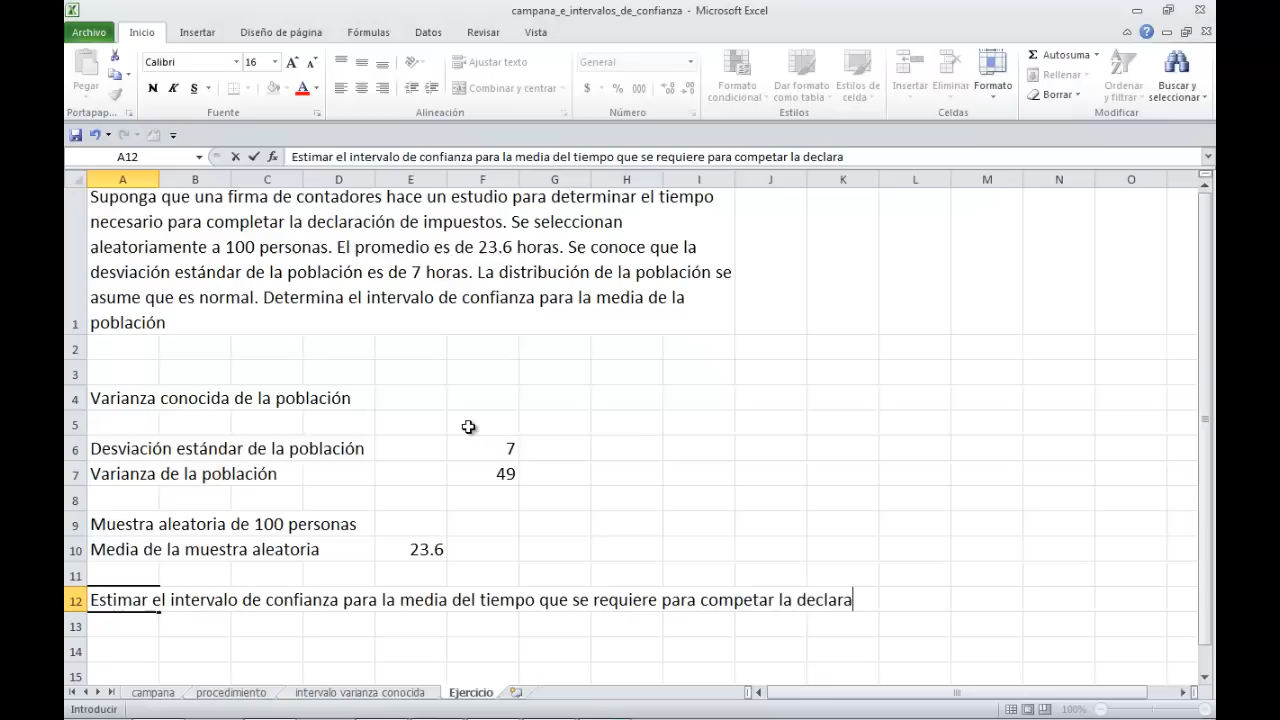 campana_e_intervalos_de_confianza - Microsoft Excel
Archivo Inicio Insertar Diseño de página Fórmulas Datos Revisar Vista
Pegar
Portapap...
Calibri 16
N K S
Fuente
Ajustar texto
Combinar y centrar
Alineación
General
$ % 000
Número
Formato condicional
Dar formato como tabla
Estilos de celda
Estilos
Insertar Eliminar Formato
Celdas
Σ Autosuma
Rellenar
Borrar
Ordenar y filtrar
Buscar y seleccionar
Modificar
A12 fx Estimar el intervalo de confianza para la media del tiempo que se requiere para competar la declara
A B C D E F G H I J K L M N O
Suponga que una firma de contadores hace un estudio para determinar el tiempo
necesario para completar la declaración de impuestos. Se seleccionan
aleatoriamente a 100 personas. El promedio es de 23.6 horas. Se conoce que la
desviación estándar de la población es de 7 horas. La distribución de la población se
asume que es normal. Determina el intervalo de confianza para la media de la
1 población
2
3
4 Varianza conocida de la población
5
6 Desviación estándar de la población 7
7 Varianza de la población 49
8
9 Muestra aleatoria de 100 personas
10 Media de la muestra aleatoria 23.6
11
12 Estimar el intervalo de confianza para la media del tiempo que se requiere para competar la declara
13
14
15
campana procedimiento intervalo varianza conocida Ejercicio
Introducir 100%